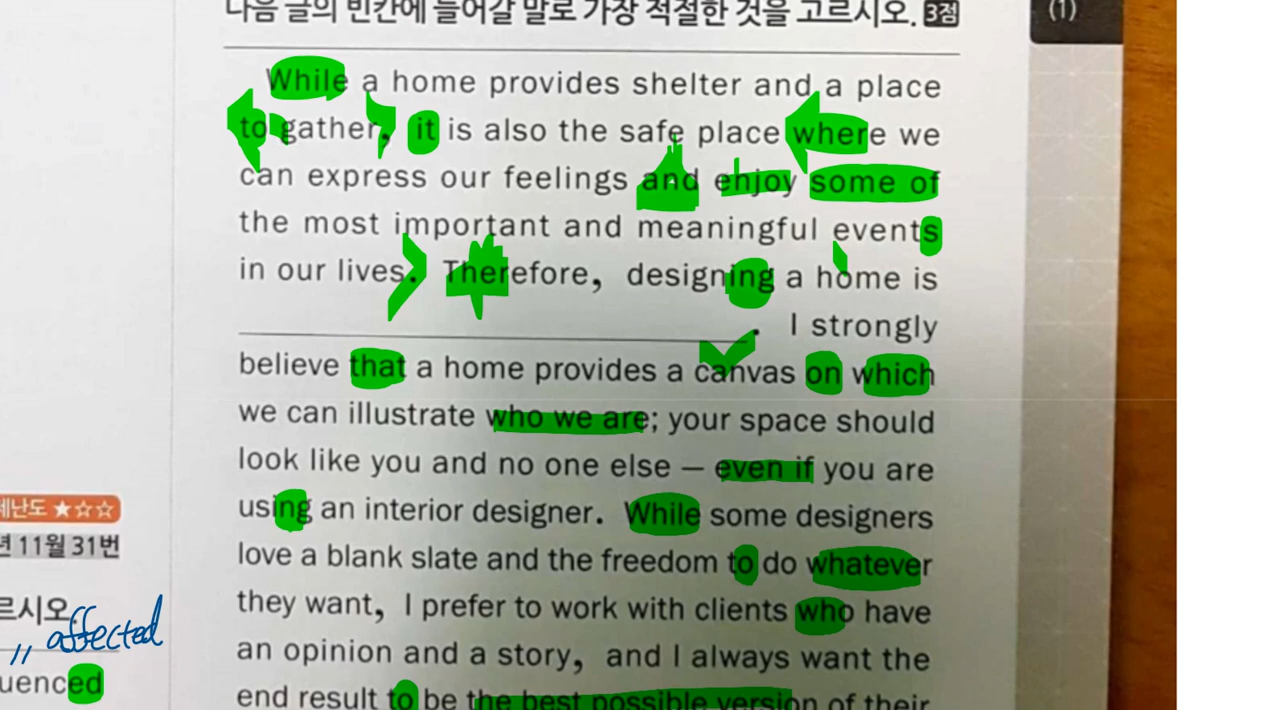 다음 글의 빈칸에 들어갈 말로 가장 적절한 것을 고르시오. 3점
(1)
While a home provides shelter and a place
to gather, it is also the safe place where we
can express our feelings and enjoy some of
the most important and meaningful events
in our lives. Therefore, designing a home is
. I strongly
believe that a home provides a canvas on which
we can illustrate who we are; your space should
look like you and no one else – even if you are
using an interior designer. While some designers
love a blank slate and the freedom to do whatever
they want, I prefer to work with clients who have
an opinion and a story, and I always want the
end result to be the best possible version of their
제난도 ★☆☆
년 11월 31번
르시오.
affected
uenced